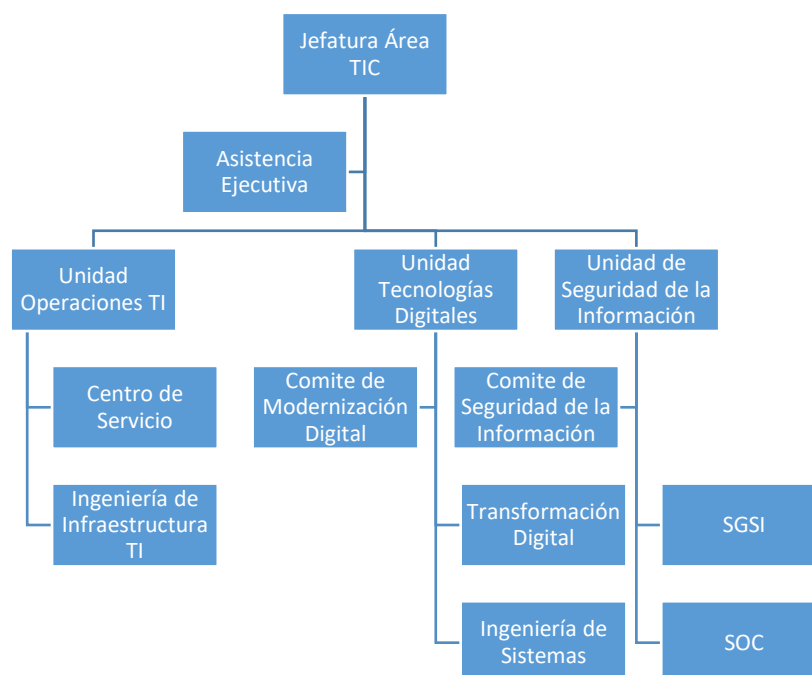 Jefatura Área
TIC
Asistencia
Ejecutiva
Unidad
Operaciones TI
Unidad
Tecnologías
Digitales
Unidad de
Seguridad de la
Información
Centro de
Servicio
Comite de
Modernización
Digital
Comite de
Seguridad de la
Información
Ingeniería de
Infraestructura
TI
Transformación
Digital
SGSI
Ingeniería de
Sistemas
SOC